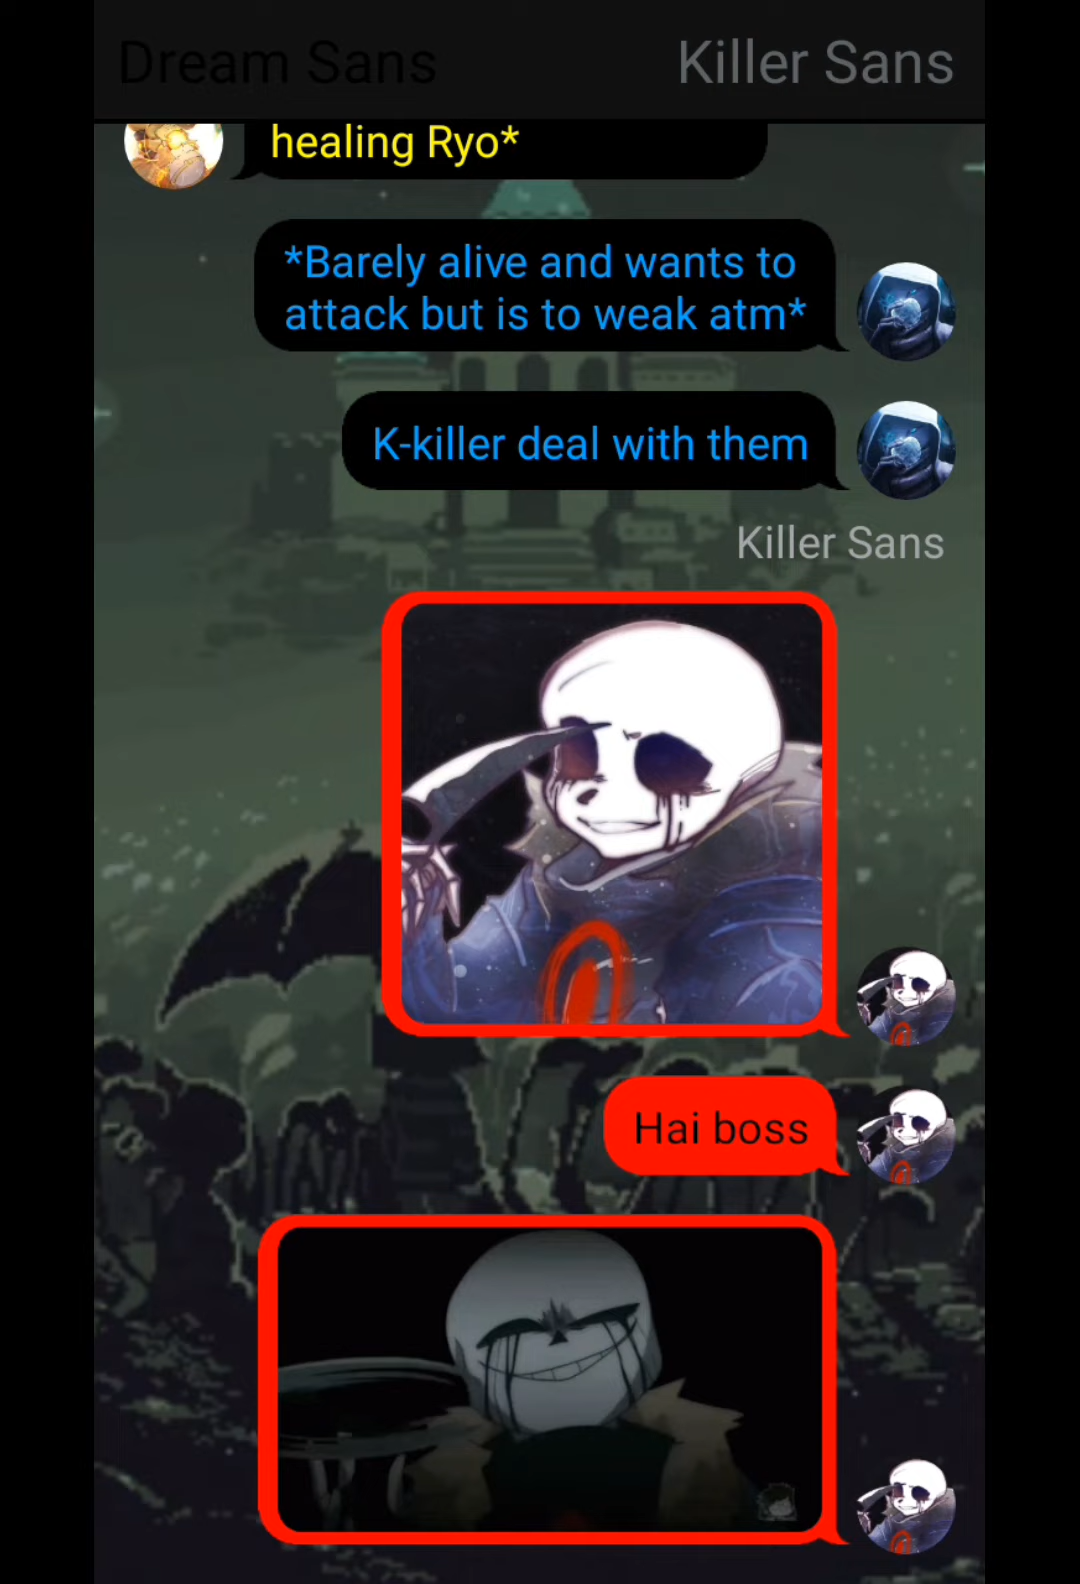 Dream Sans
Killer Sans
healing Ryo*
*Barely alive and wants to
attack but is to weak atm*
K-killer deal with them
Killer Sans
Hai boss